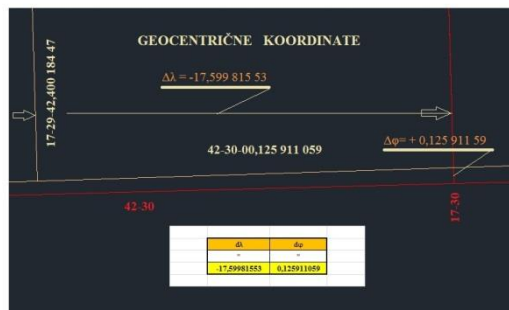 GEOCENTRIČNE KOORDINATE
17-29-42,400 184 47
Δλ = -17,599 815 53
Δφ= + 0,125 911 59
42-30-00,125 911 059
42-30
17-30
dλ dφ
" "
-17,59981553 0,125911059